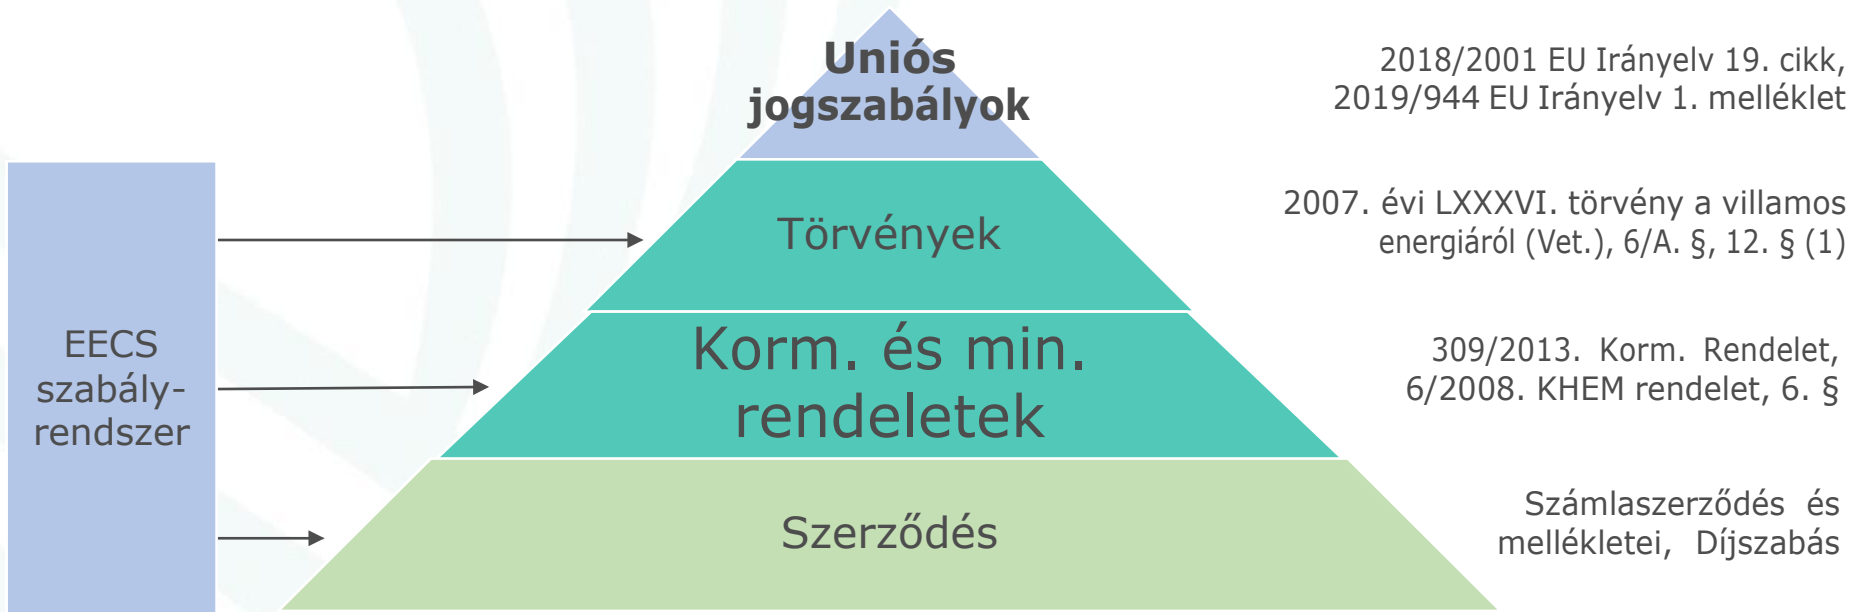 Uniós
jogszabályok
2018/2001 EU Irányelv 19. cikk,
2019/944 EU Irányelv 1. melléklet
Törvények
2007. évi LXXXVI. törvény a villamos
energiáról (Vet.), 6/A. §, 12. § (1)
EECS
szabály-
rendszer
Korm. és min.
rendeletek
309/2013. Korm. Rendelet,
6/2008. KHEM rendelet, 6. §
Szerződés
Számlaszerződés és
mellékletei, Díjszabás